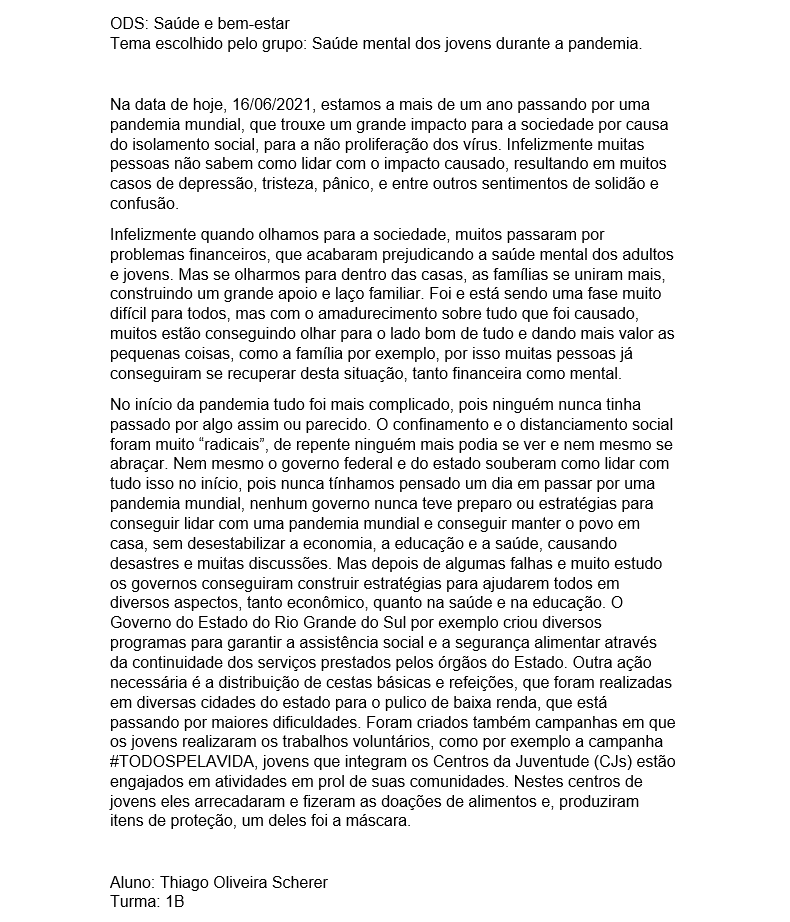 ODS: Saúde e bem-estar
Tema escolhido pelo grupo: Saúde mental dos jovens durante a pandemia.
Na data de hoje, 16/06/2021, estamos a mais de um ano passando por uma
pandemia mundial, que trouxe um grande impacto para a sociedade por causa
do isolamento social, para a não proliferação dos vírus. Infelizmente muitas
pessoas não sabem como lidar com o impacto causado, resultando em muitos
casos de depressão, tristeza, pânico, e entre outros sentimentos de solidão e
confusão.
Infelizmente quando olhamos para a sociedade, muitos passaram por
problemas financeiros, que acabaram prejudicando a saúde mental dos adultos
e jovens. Mas se olharmos para dentro das casas, as famílias se uniram mais,
construindo um grande apoio e laço familiar. Foi e está sendo uma fase muito
difícil para todos, mas com o amadurecimento sobre tudo que foi causado,
muitos estão conseguindo olhar para o lado bom de tudo e dando mais valor as
pequenas coisas, como a família por exemplo, por isso muitas pessoas já
conseguiram se recuperar desta situação, tanto financeira como mental.
No início da pandemia tudo foi mais complicado, pois ninguém nunca tinha
passado por algo assim ou parecido. O confinamento e o distanciamento social
foram muito “radicais”, de repente ninguém mais podia se ver e nem mesmo se
abraçar. Nem mesmo o governo federal e do estado souberam como lidar com
tudo isso no início, pois nunca tínhamos pensado um dia em passar por uma
pandemia mundial, nenhum governo nunca teve preparo ou estratégias para
conseguir lidar com uma pandemia mundial e conseguir manter o povo em
casa, sem desestabilizar a economia, a educação e a saúde, causando
desastres e muitas discussões. Mas depois de algumas falhas e muito estudo
os governos conseguiram construir estratégias para ajudarem todos em
diversos aspectos, tanto econômico, quanto na saúde e na educação. O
Governo do Estado do Rio Grande do Sul por exemplo criou diversos
programas para garantir a assistência social e a segurança alimentar através
da continuidade dos serviços prestados pelos órgãos do Estado. Outra ação
necessária é a distribuição de cestas básicas e refeições, que foram realizadas
em diversas cidades do estado para o pulico de baixa renda, que está
passando por maiores dificuldades. Foram criados também campanhas em que
os jovens realizaram os trabalhos voluntários, como por exemplo a campanha
#TODOSPELAVIDA, jovens que integram os Centros da Juventude (CJs) estão
engajados em atividades em prol de suas comunidades. Nestes centros de
jovens eles arrecadaram e fizeram as doações de alimentos e, produziram
itens de proteção, um deles foi a máscara.
Aluno: Thiago Oliveira Scherer
Turma: 1B